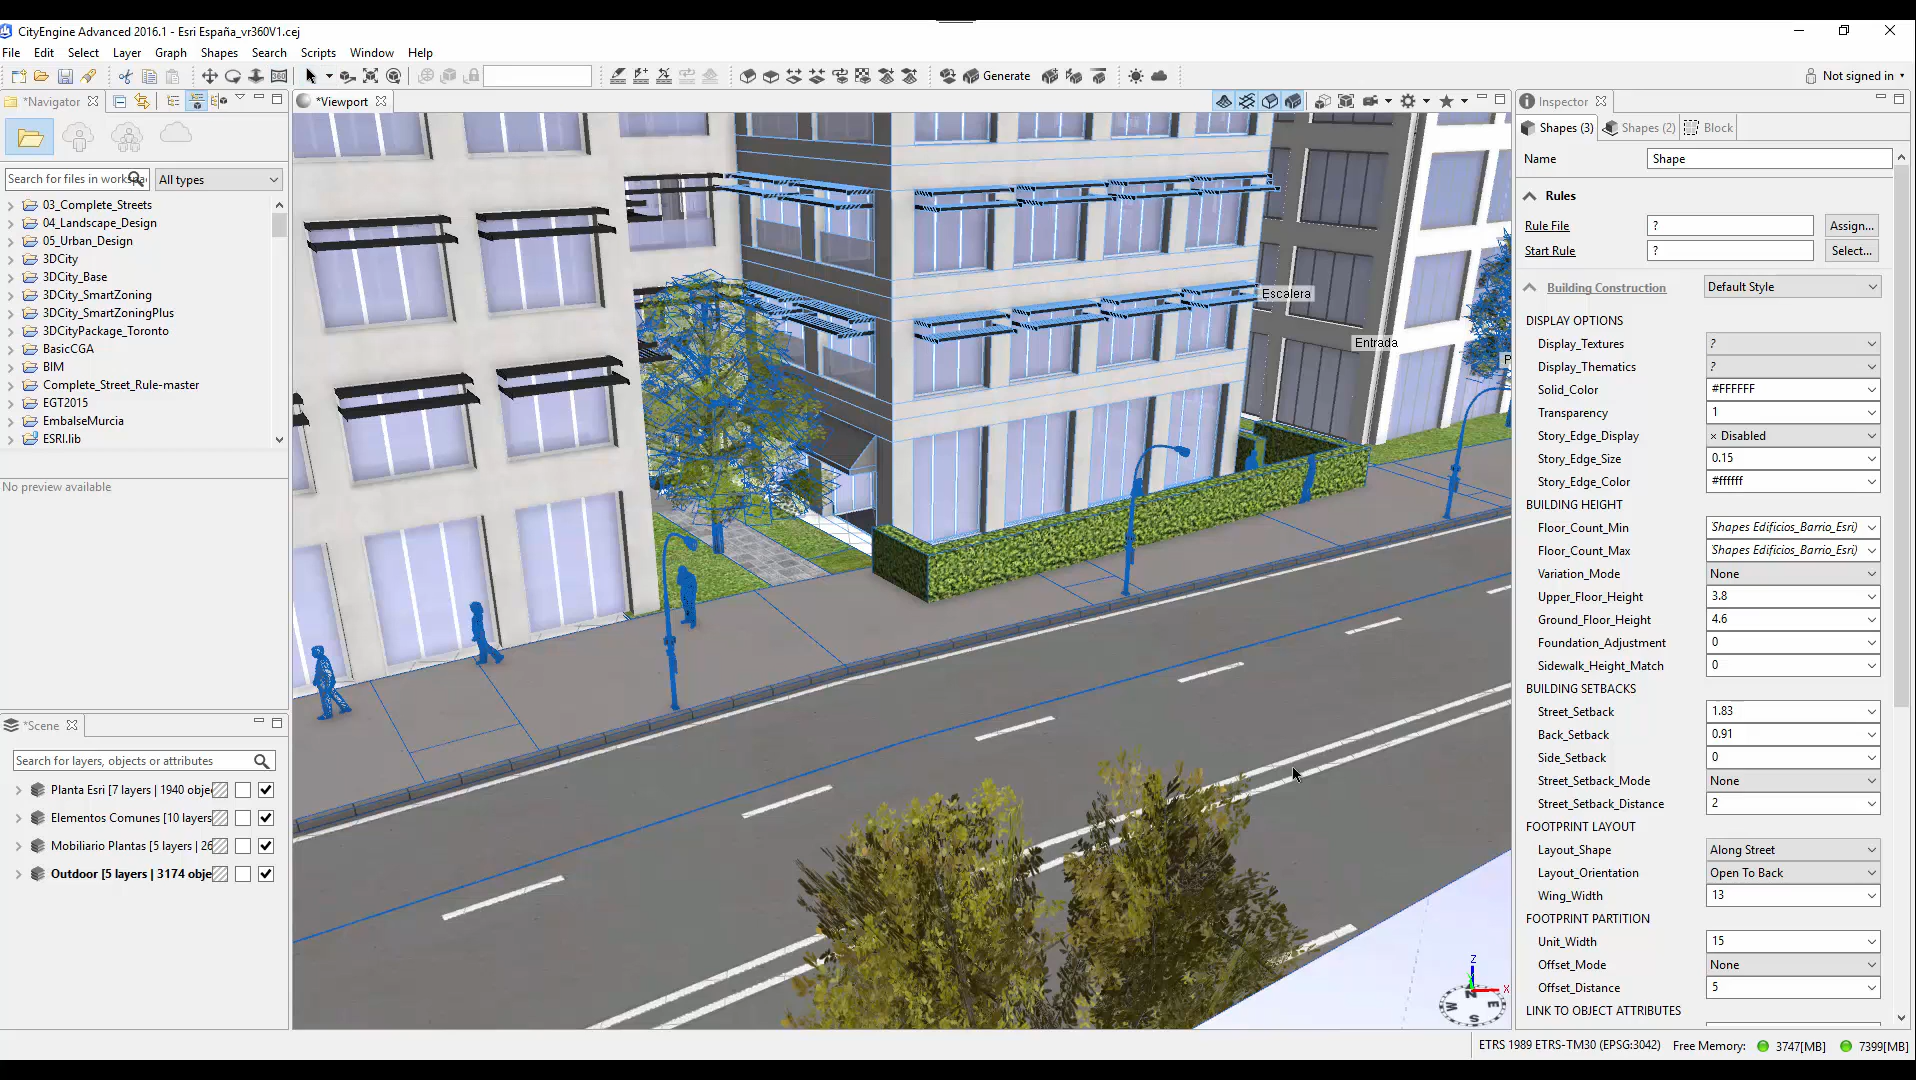 CityEngine Advanced 2016.1 - Esri España_vr360V1.cej
File Edit Select Layer Graph Shapes Search Scripts Window Help
Generate
Not signed in
*Navigator
All types
03_Complete_Streets
04_Landscape_Design
05_Urban_Design
3DCity
3DCity_Base
3DCity_SmartZoning
3DCity_SmartZoningPlus
3DCityPackage_Toronto
BasicCGA
BIM
Complete_Street_Rule-master
EGT2015
EmbalseMurcia
ESRI.lib
Search for files in workspa
No preview available
*Scene
Search for layers, objects or attributes
Planta Esri [7 layers | 1940 obje
Elementos Comunes [10 layers
Mobiliario Plantas [5 layers | 26
Outdoor [5 layers | 3174 obje
*Viewport
Escalera
Entrada
P
Z
X
N
E
S
W
Inspector
Shapes (3) Shapes (2) Block
Name Shape
Rules
Rule File ? Assign...
Start Rule ? Select...
Building Construction Default Style
DISPLAY OPTIONS
Display_Textures ?
Display_Thematics ?
Solid_Color #FFFFFF
Transparency 1
Story_Edge_Display × Disabled
Story_Edge_Size 0.15
Story_Edge_Color #ffffff
BUILDING HEIGHT
Floor_Count_Min Shapes Edificios_Barrio_Esri)
Floor_Count_Max Shapes Edificios_Barrio_Esri)
Variation_Mode None
Upper_Floor_Height 3.8
Ground_Floor_Height 4.6
Foundation_Adjustment 0
Sidewalk_Height_Match 0
BUILDING SETBACKS
Street_Setback 1.83
Back_Setback 0.91
Side_Setback 0
Street_Setback_Mode None
Street_Setback_Distance 2
FOOTPRINT LAYOUT
Layout_Shape Along Street
Layout_Orientation Open To Back
Wing_Width 13
FOOTPRINT PARTITION
Unit_Width 15
Offset_Mode None
Offset_Distance 5
LINK TO OBJECT ATTRIBUTES
ETRS 1989 ETRS-TM30 (EPSG:3042) Free Memory: 3747[MB] 7399[MB]